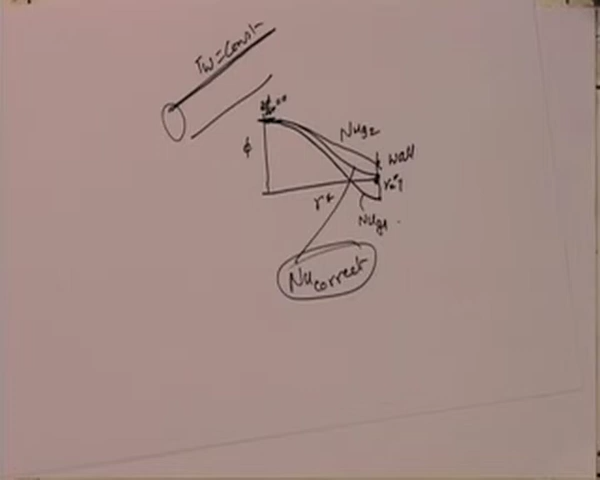 Tw = Const
φ
Nug2
wall
r*=1
r*
Nug1
Nucorrect